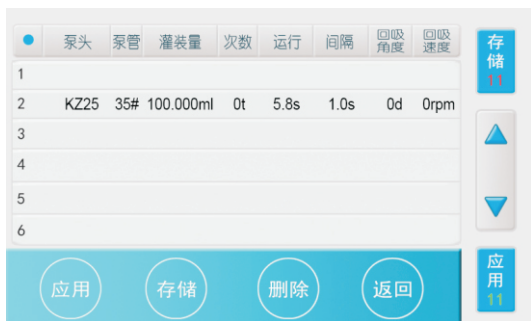 泵头 泵管 灌装量 次数 运行 间隔 回吸角度 回吸速度
1
2 KZ25 35# 100.000ml 0t 5.8s 1.0s 0d 0rpm
3
4
5
6
应用 存储 删除 返回
存储
11
应用
11